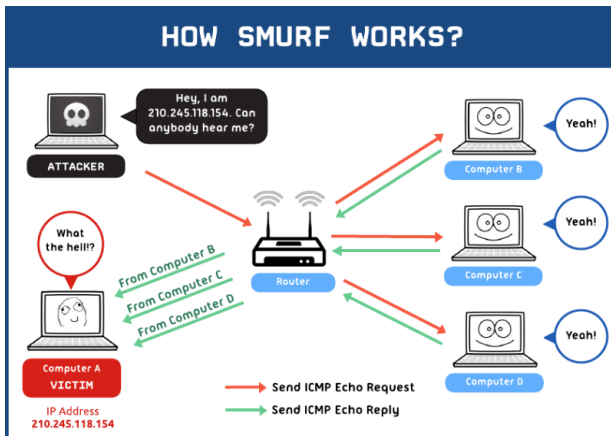 HOW SMURF WORKS?
Hey, I am
210.245.118.154. Can
anybody hear me?
ATTACKER
Yeah!
Computer B
What
the hell!?
From Computer B
From Computer C
From Computer D
Router
Yeah!
Computer C
Yeah!
Computer D
Computer A
VICTIM
IP Address
210.245.118.154
Send ICMP Echo Request
Send ICMP Echo Reply